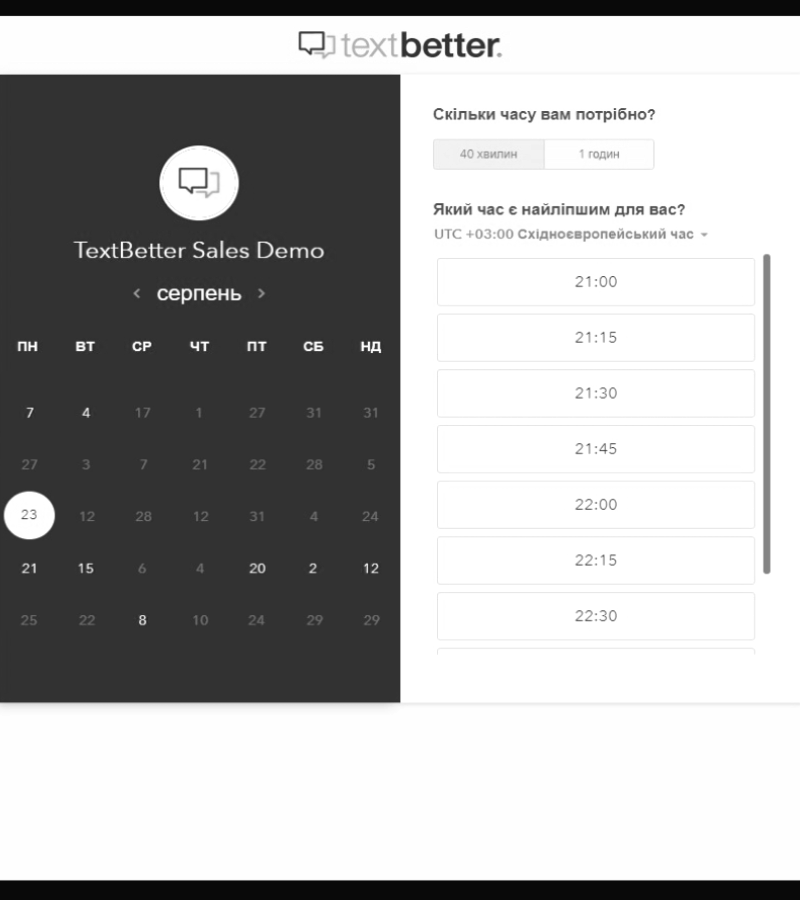 textbetter.
TextBetter Sales Demo
серпень
ПН ВТ СР ЧТ ПТ СБ НД
7 4 17 1 27 31 31
27 3 7 21 22 28 5
23 12 28 12 31 4 24
21 15 6 4 20 2 12
25 22 8 10 24 29 29
Скільки часу вам потрібно?
40 хвилин 1 годин
Який час є найліпшим для вас?
UTC +03:00 Східноєвропейський час
21:00
21:15
21:30
21:45
22:00
22:15
22:30